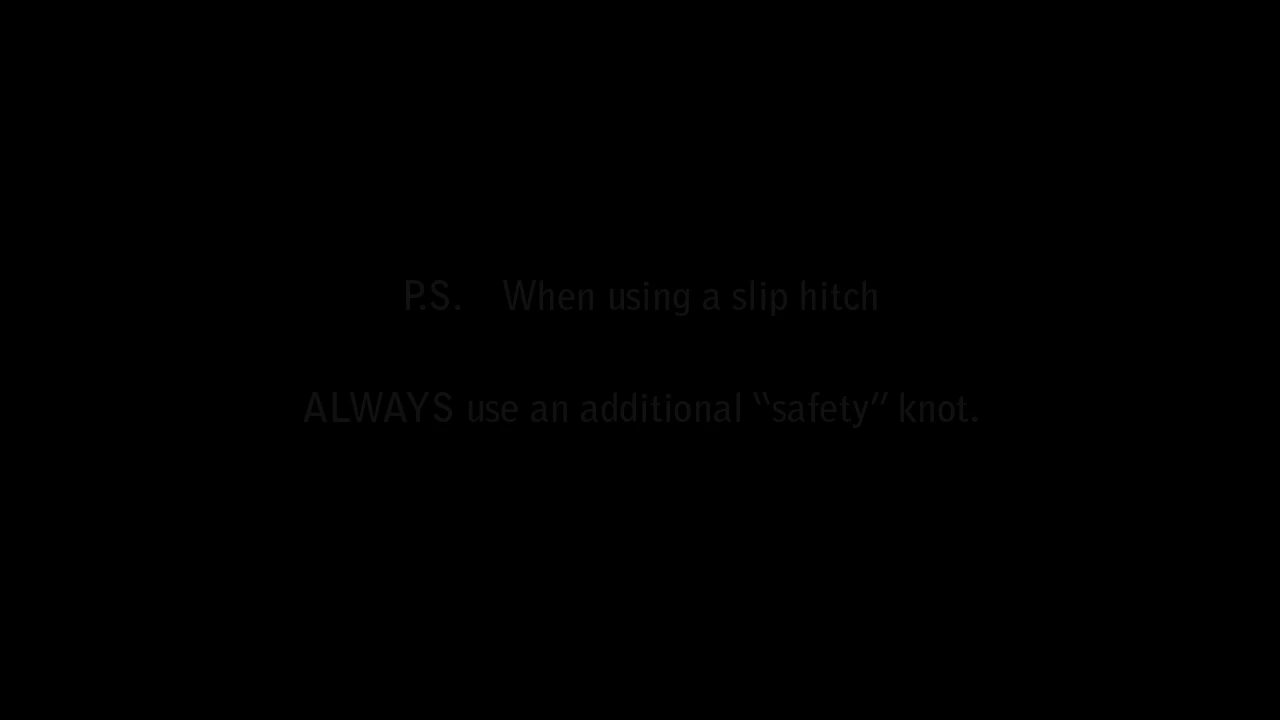 P.S. When using a slip hitch
ALWAYS use an additional “safety” knot.